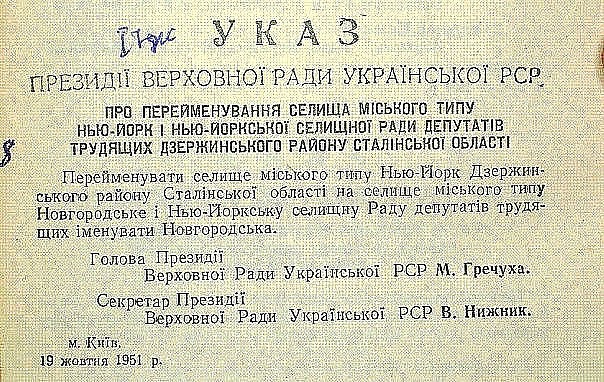 УКАЗ
ПРЕЗИДІЇ ВЕРХОВНОЇ РАДИ УКРАЇНСЬКОЇ РСР
ПРО ПЕРЕЙМЕНУВАННЯ СЕЛИЩА МІСЬКОГО ТИПУ
НЬЮ-ЙОРК І НЬЮ-ЙОРКСЬКОЇ СЕЛИЩНОЇ РАДИ ДЕПУТАТІВ
ТРУДЯЩИХ ДЗЕРЖИНСЬКОГО РАЙОНУ СТАЛІНСЬКОЇ ОБЛАСТІ
Перейменувати селище міського типу Нью-Йорк Дзержин-
ського району Сталінської області на селище міського типу
Новгородське і Нью-Йоркську селищну Раду депутатів трудя-
щих іменувати Новгородська.
Голова Президії
Верховної Ради Української РСР М. Гречуха.
Секретар Президії
Верховної Ради Української РСР В. Нижник.
м. Київ.
19 жовтня 1951 р.